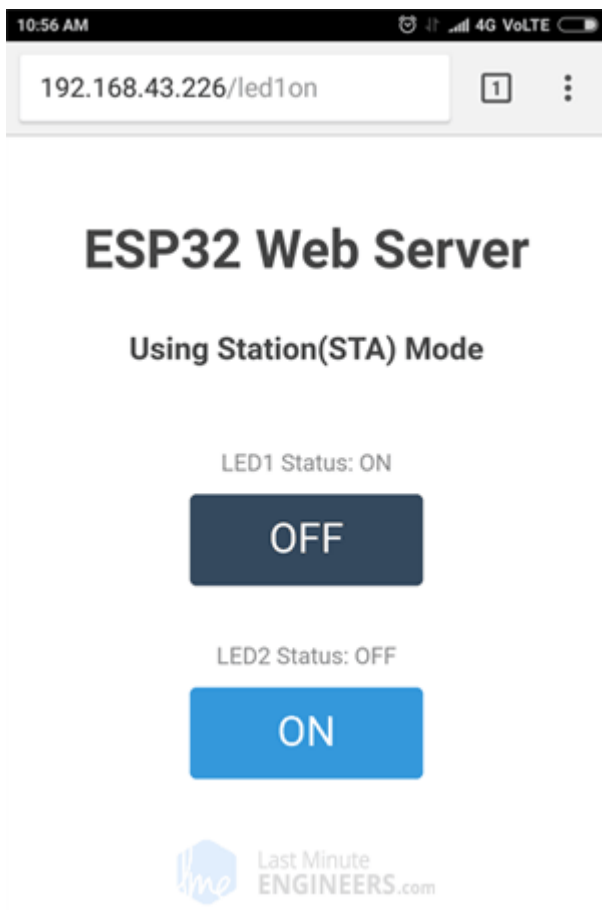 10:56 AM 4G VoLTE
192.168.43.226/led1on 1
ESP32 Web Server
Using Station(STA) Mode
LED1 Status: ON
OFF
LED2 Status: OFF
ON
lme Last Minute
ENGINEERS.com